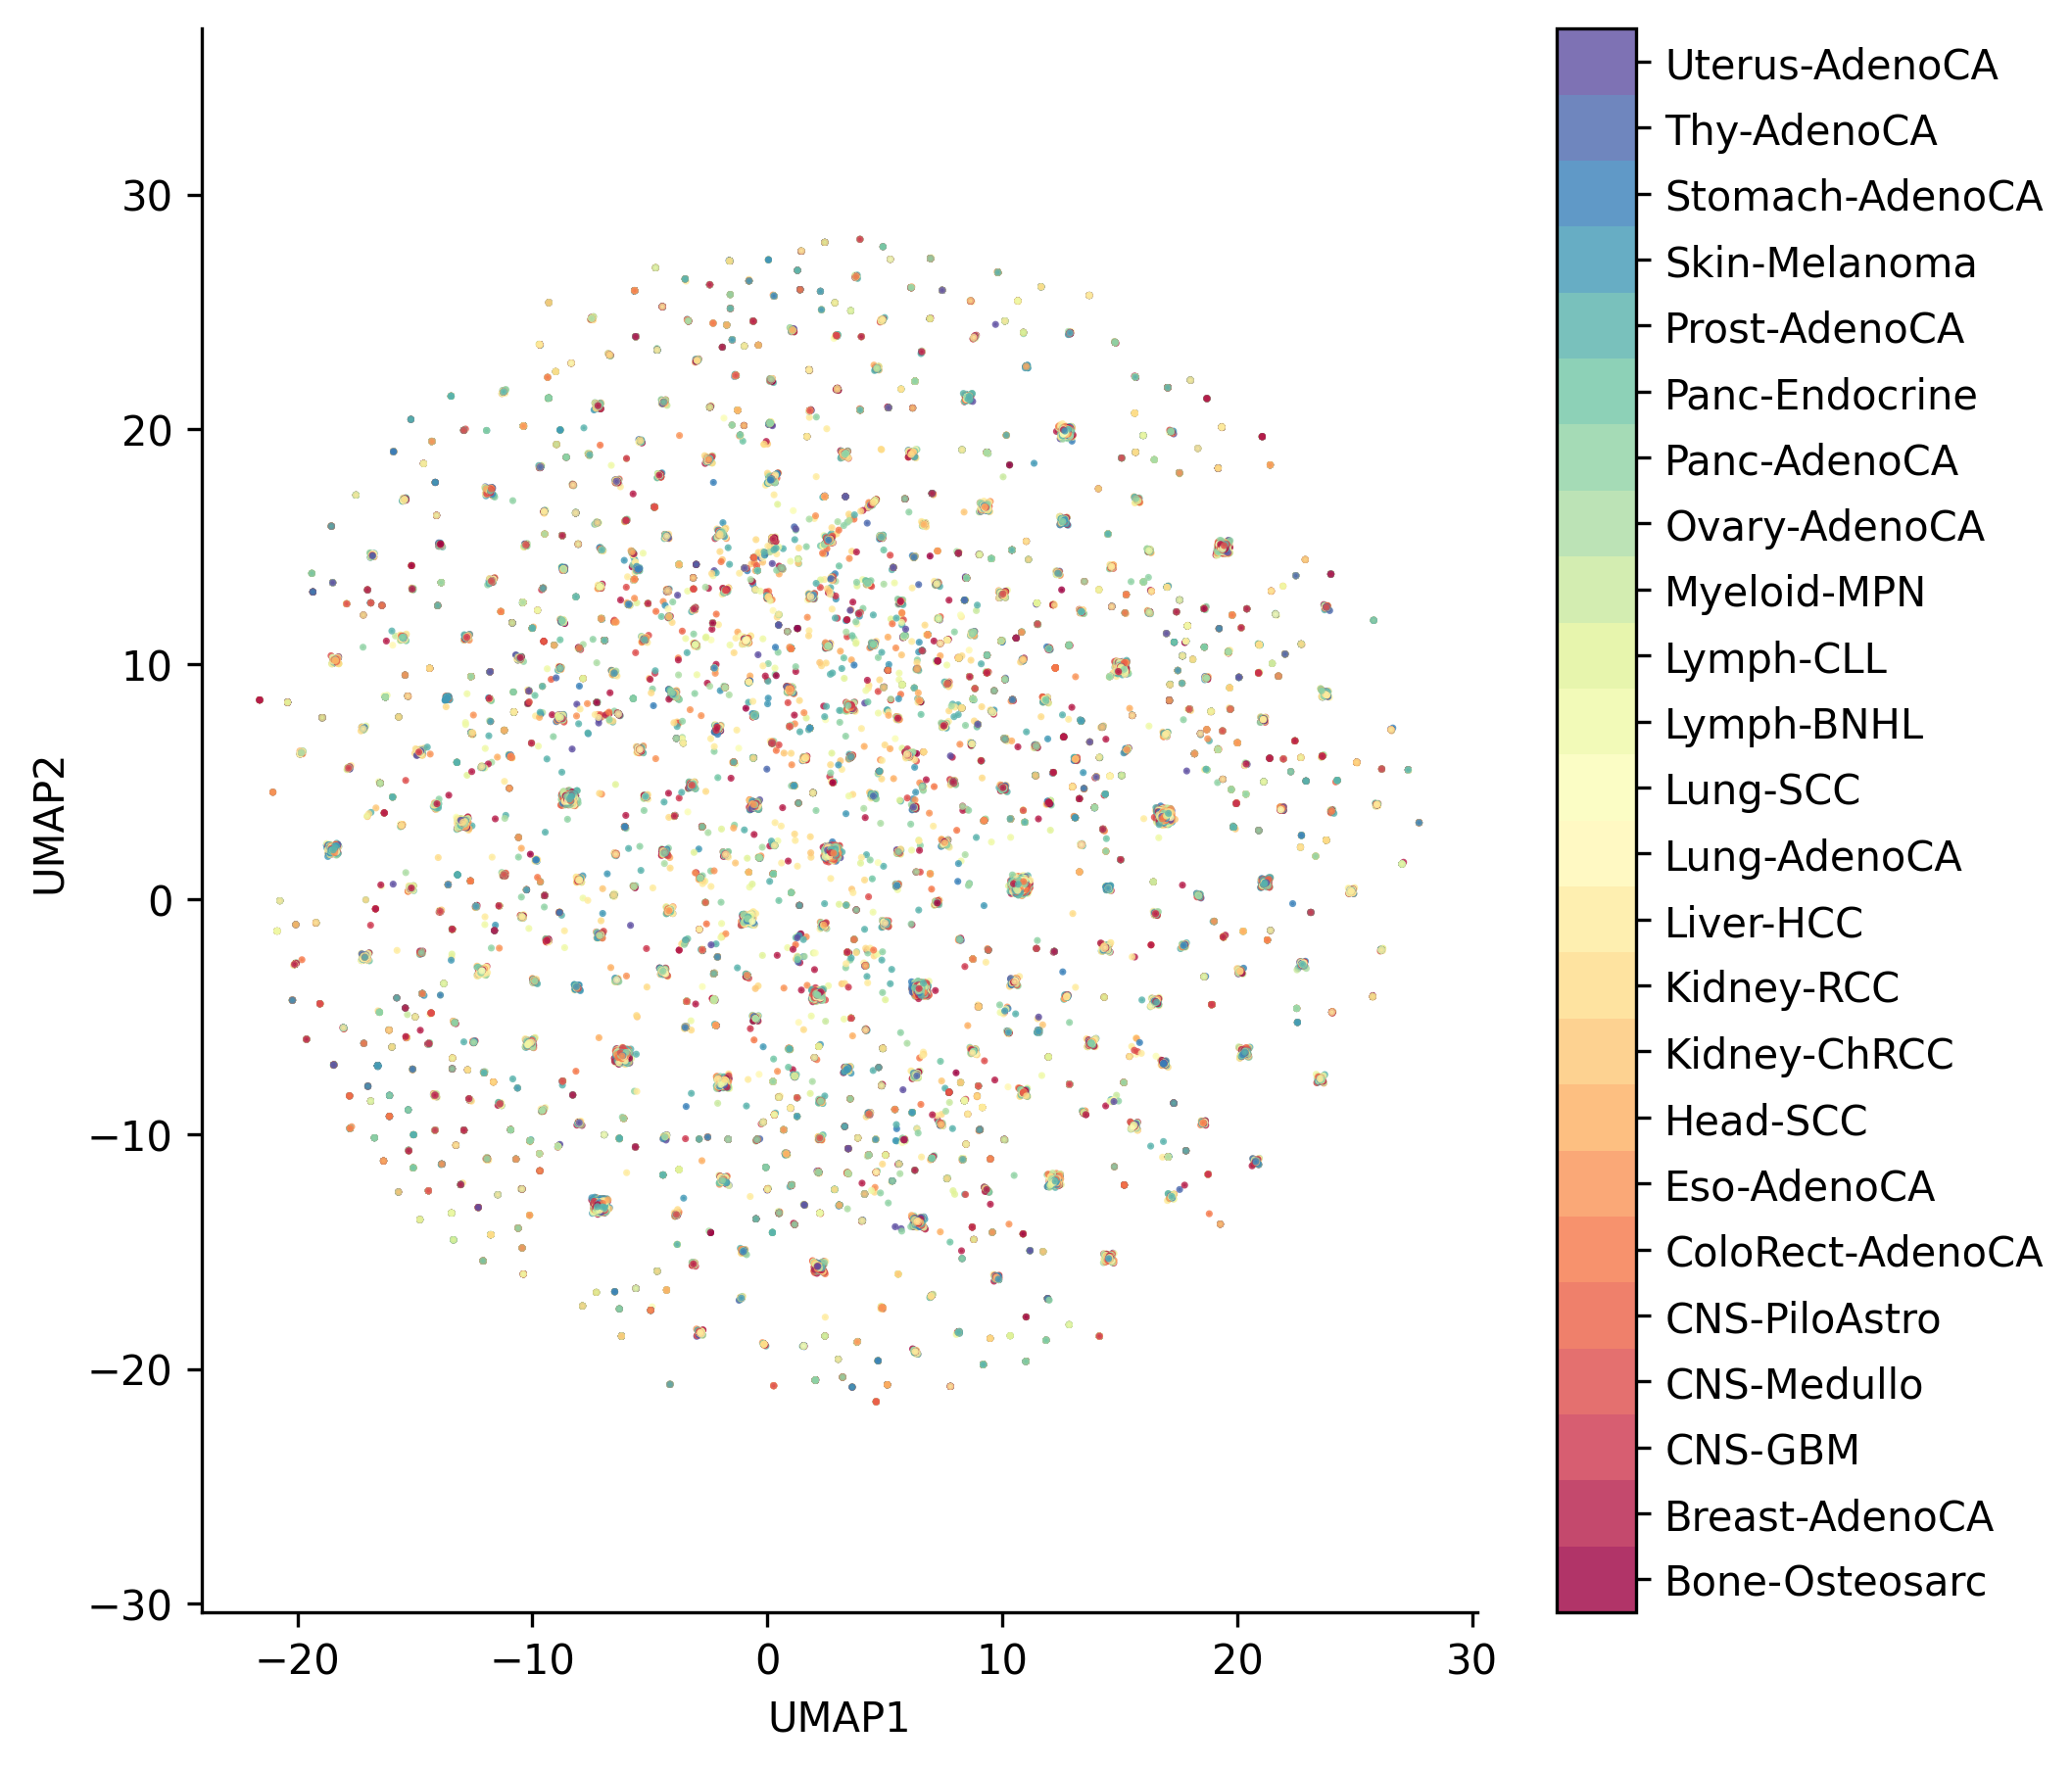 30
20
10
0
−10
−20
−30
−20
−10
0
10
20
30
UMAP1
UMAP2
Uterus-AdenoCA
Thy-AdenoCA
Stomach-AdenoCA
Skin-Melanoma
Prost-AdenoCA
Panc-Endocrine
Panc-AdenoCA
Ovary-AdenoCA
Myeloid-MPN
Lymph-CLL
Lymph-BNHL
Lung-SCC
Lung-AdenoCA
Liver-HCC
Kidney-RCC
Kidney-ChRCC
Head-SCC
Eso-AdenoCA
ColoRect-AdenoCA
CNS-PiloAstro
CNS-Medullo
CNS-GBM
Breast-AdenoCA
Bone-Osteosarc